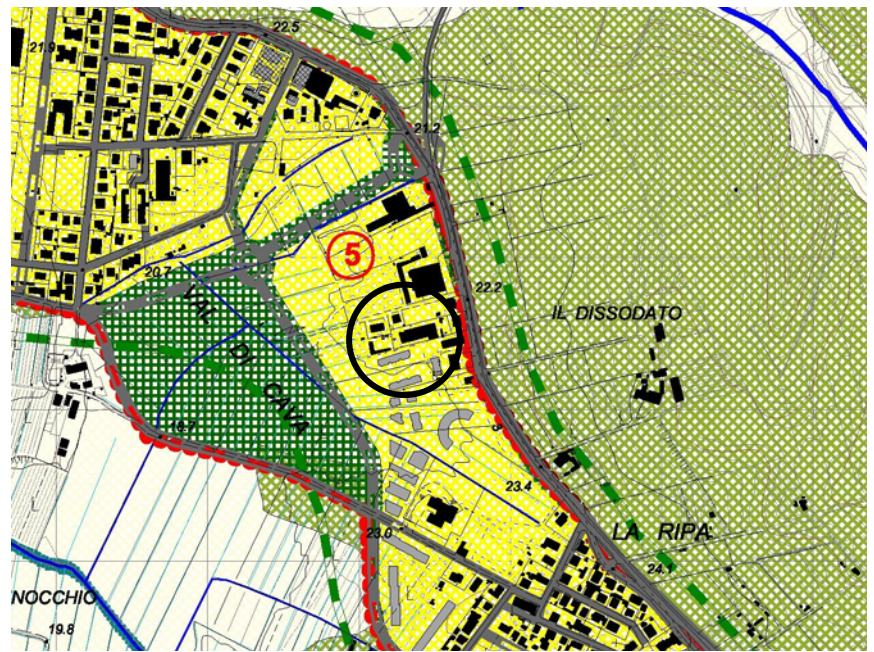 22.5
21.9
21.2
5
20.7
22.2
VAL DI CAVA
IL DISSODATO
18.7
23.4
LA RIPA
23.0
24.1
L
L
NOCCHIO
19.8